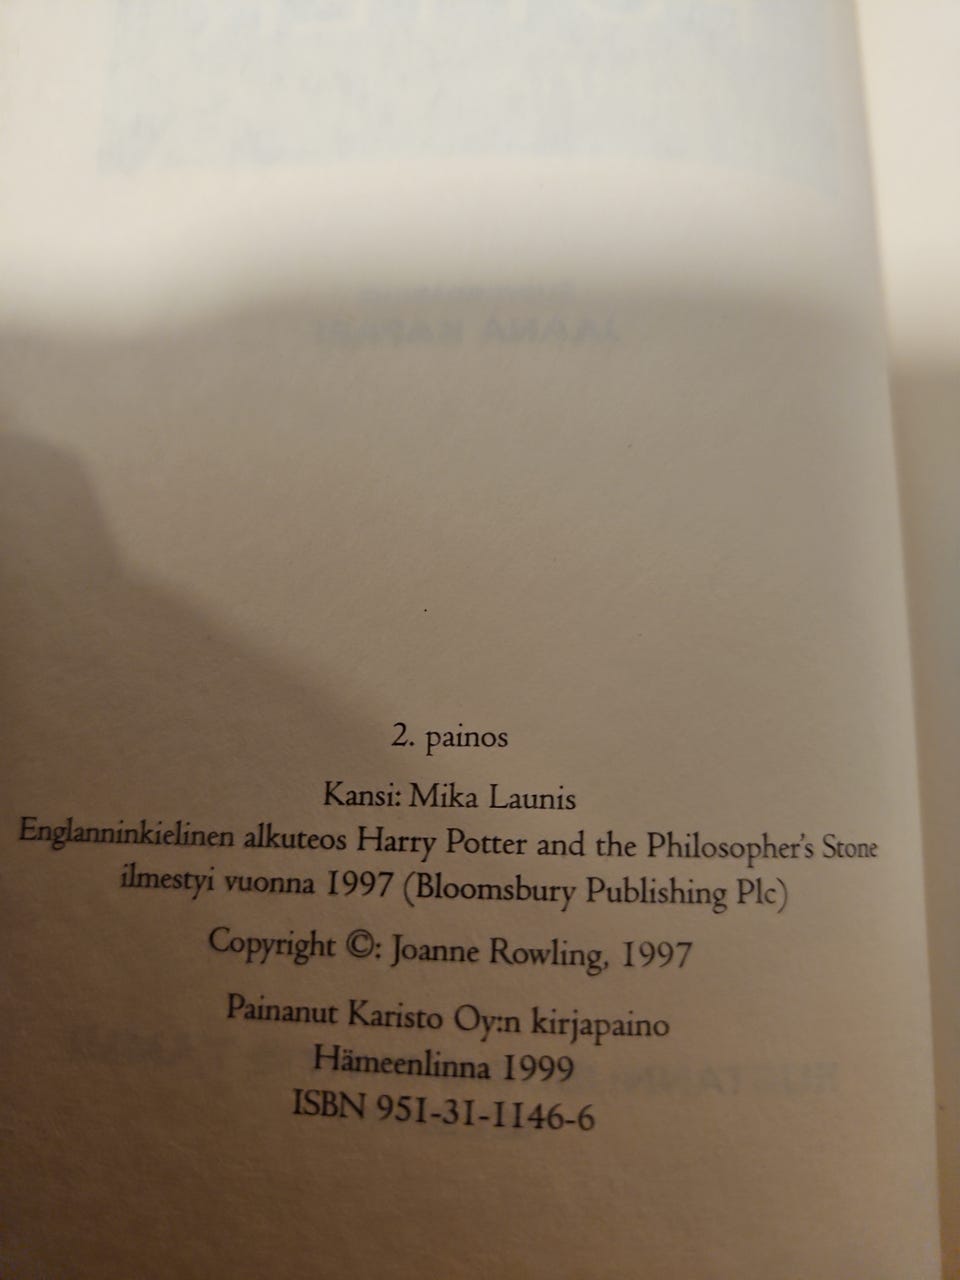 2. painos
Kansi: Mika Launis
Englanninkielinen alkuteos Harry Potter and the Philosopher's Stone
ilmestyi vuonna 1997 (Bloomsbury Publishing Plc)
Copyright ©: Joanne Rowling, 1997
Painanut Karisto Oy:n kirjapaino
Hämeenlinna 1999
ISBN 951-31-1146-6